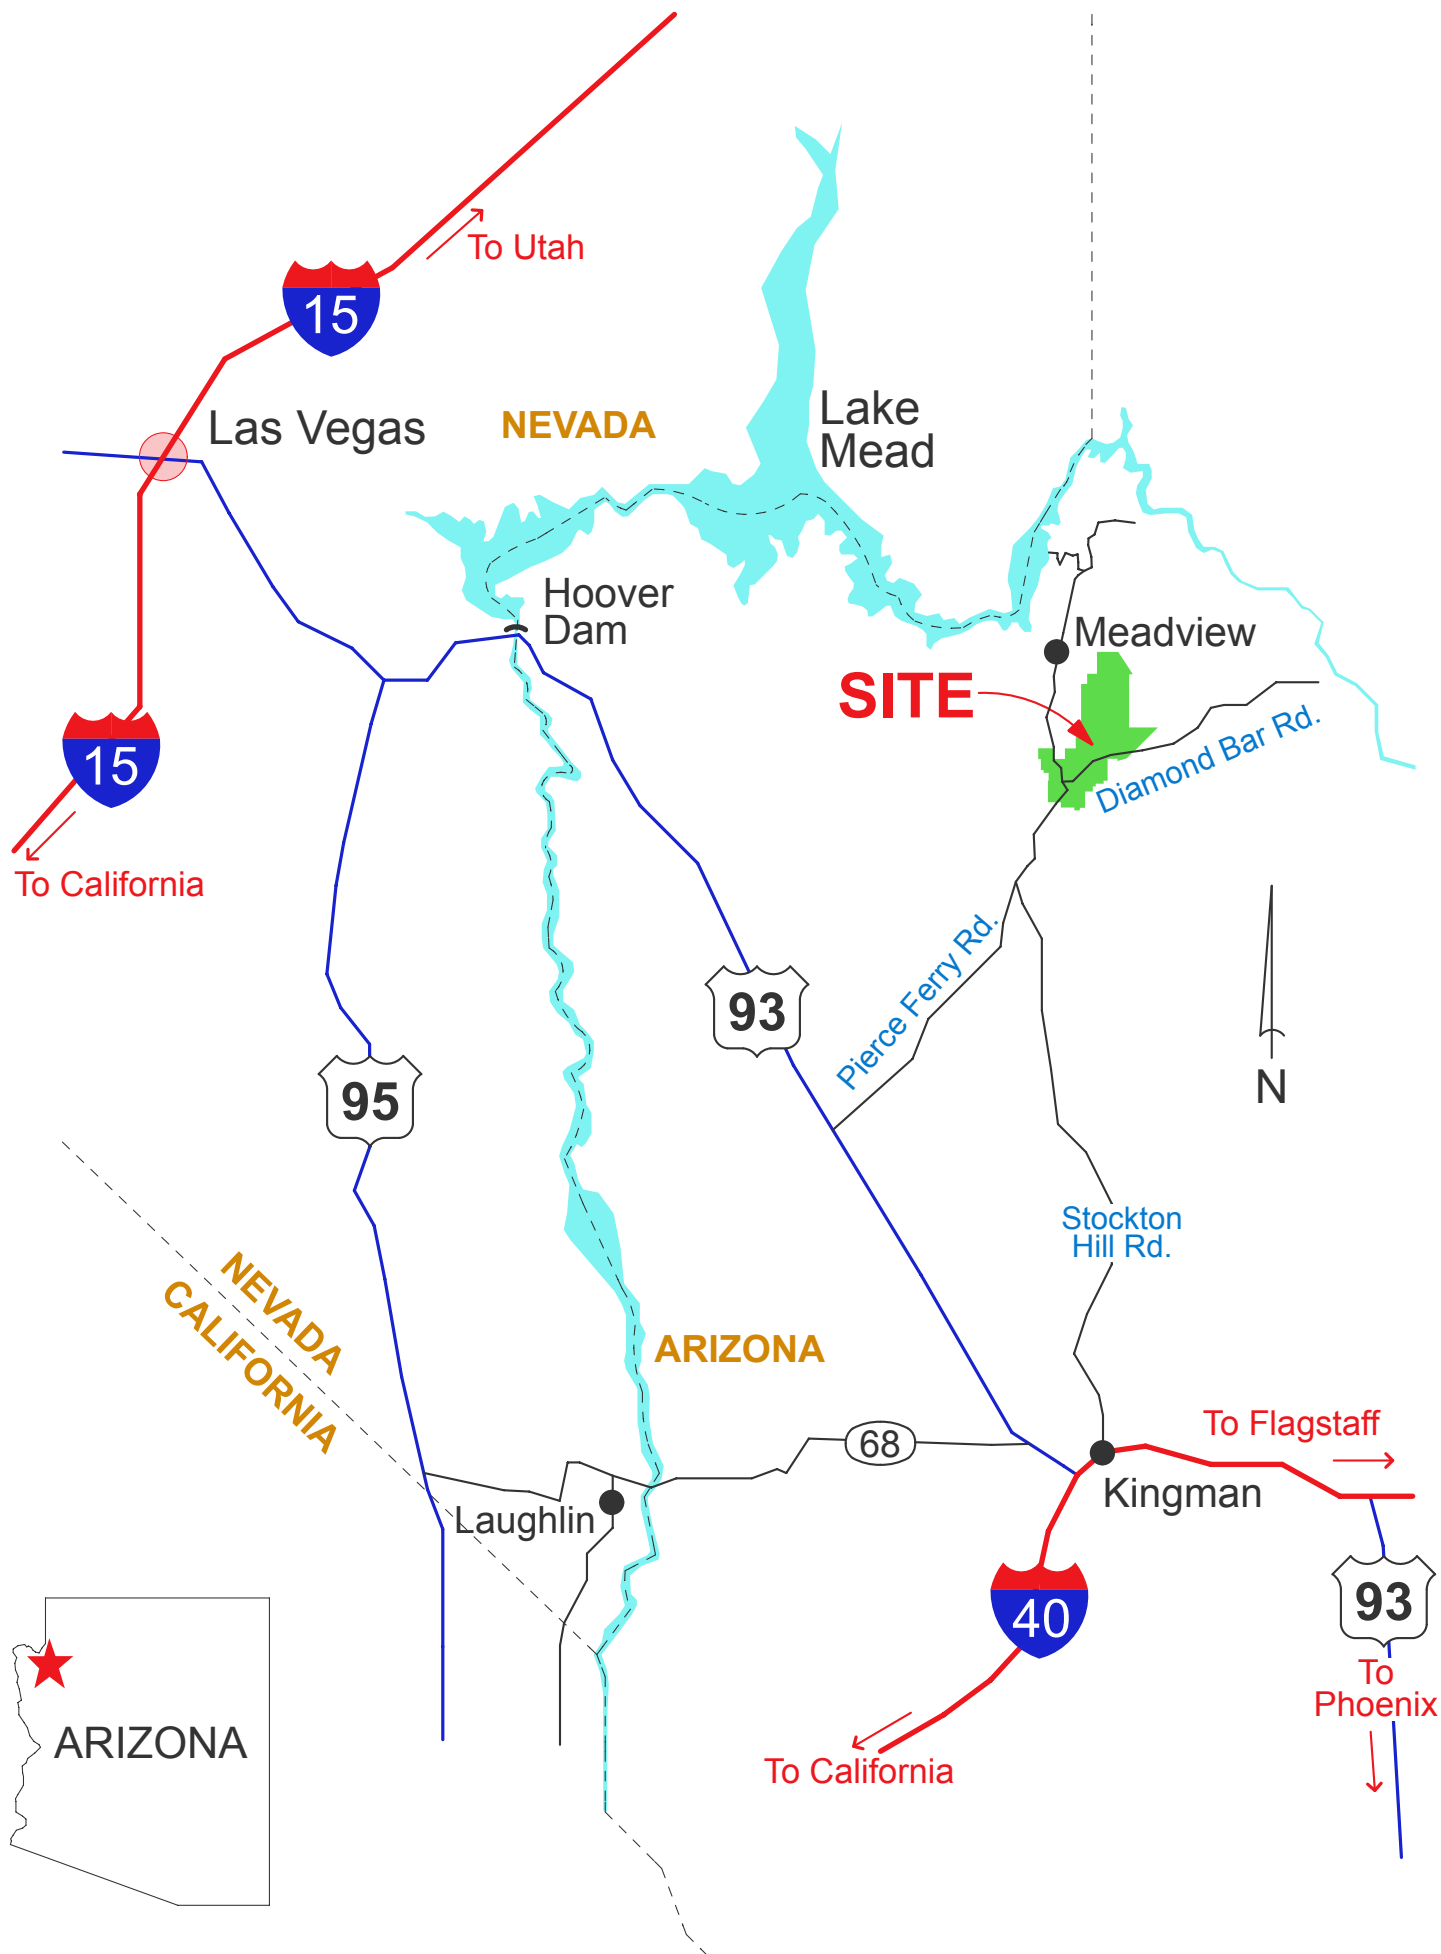 To Utah
15
Las Vegas
NEVADA
Lake
Mead
Hoover
Dam
Meadview
SITE
Diamond Bar Rd.
15
To California
Pierce Ferry Rd.
93
95
N
Stockton
Hill Rd.
NEVADA
CALIFORNIA
ARIZONA
To Flagstaff
68
Kingman
Laughlin
40
93
To
Phoenix
ARIZONA
To California